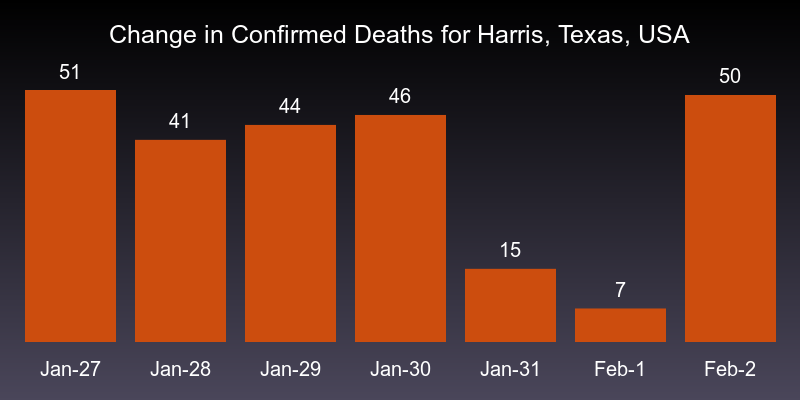 Change in Confirmed Deaths for Harris, Texas, USA
51
41
44
46
15
7
50
Jan-27
Jan-28
Jan-29
Jan-30
Jan-31
Feb-1
Feb-2